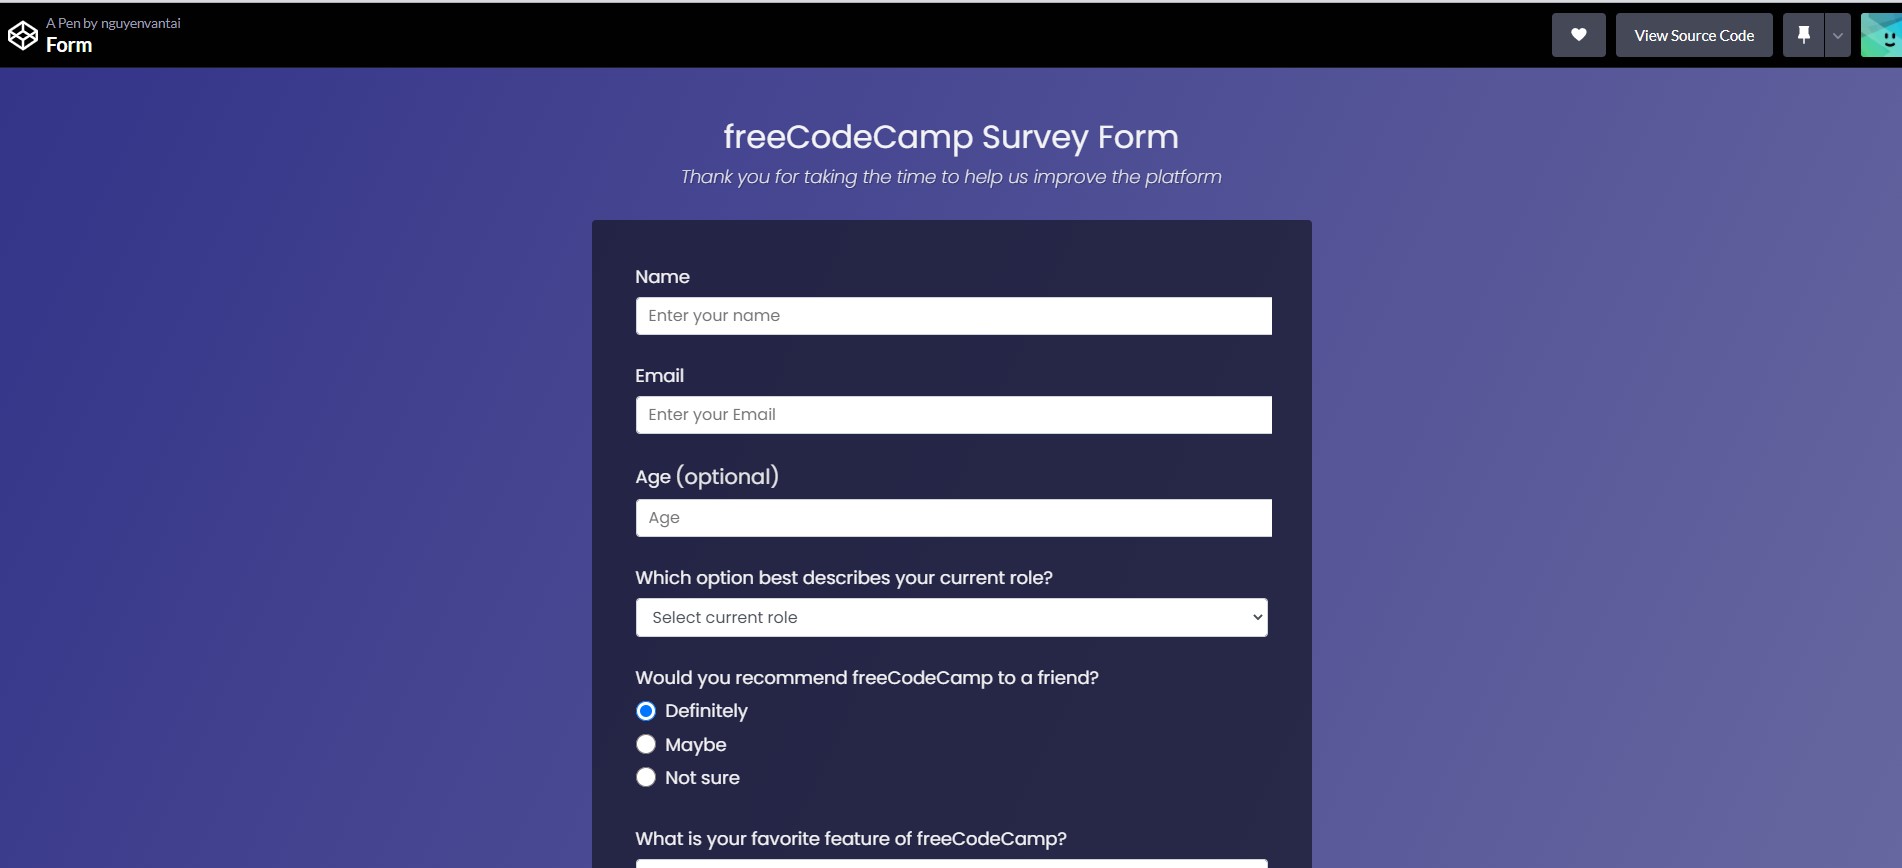 A Pen by nguyenvantai
Form
View Source Code
freeCodeCamp Survey Form
Thank you for taking the time to help us improve the platform
Name
Enter your name
Email
Enter your Email
Age (optional)
Age
Which option best describes your current role?
Select current role
Would you recommend freeCodeCamp to a friend?
Definitely
Maybe
Not sure
What is your favorite feature of freeCodeCamp?